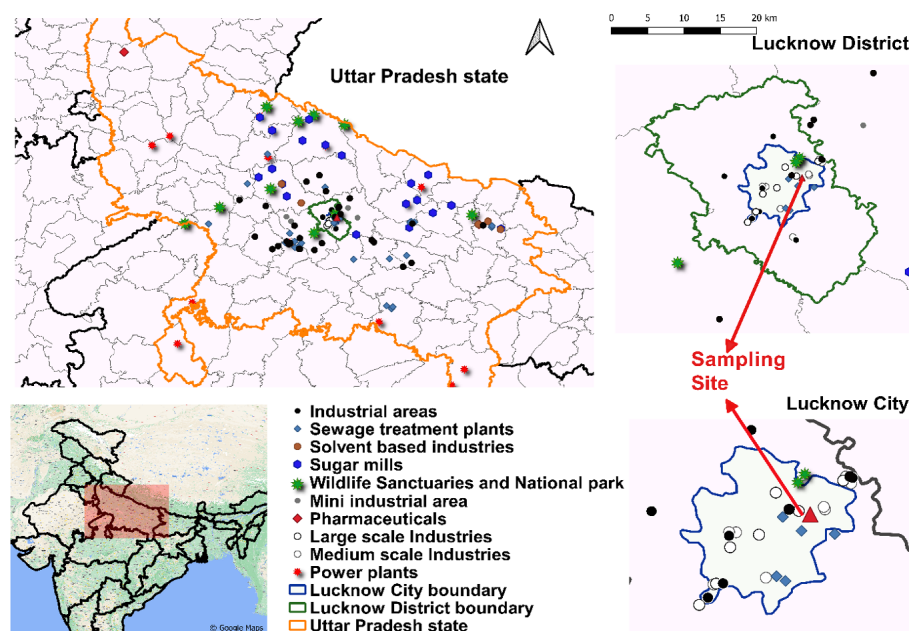 0 5 10 15 20 km
Uttar Pradesh state
Lucknow District
Sampling
Site
Lucknow City
Industrial areas
Sewage treatment plants
Solvent based industries
Sugar mills
Wildlife Sanctuaries and National park
Mini industrial area
Pharmaceuticals
Large scale Industries
Medium scale Industries
Power plants
Lucknow City boundary
Lucknow District boundary
Uttar Pradesh state
© Google Maps